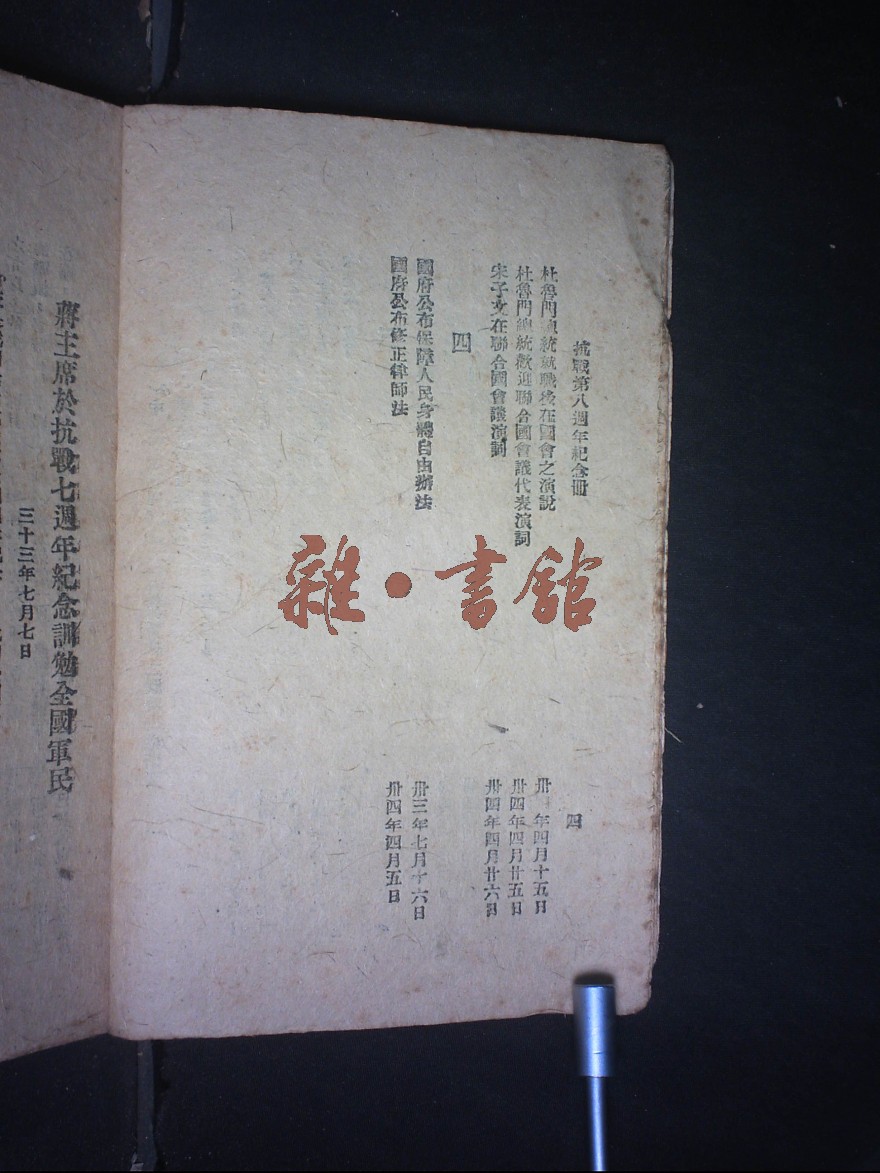 抗戰第八週年紀念冊
四
杜魯門總統就職後在國會之演説
卅 年四月十五日
杜魯門總統歡迎聯合國會議代表演詞
卅四年四月廿五日
宋子文在聯合國會議演詞
卅四年四月廿六日
四
國府公布保障人民身體自由辦法
卅三年七月十六日
國府公布修正律師法
卅四年四月五日
蔣主席於抗戰七週年紀念訓勉全國軍民
三十三年七月七日
雜·書館